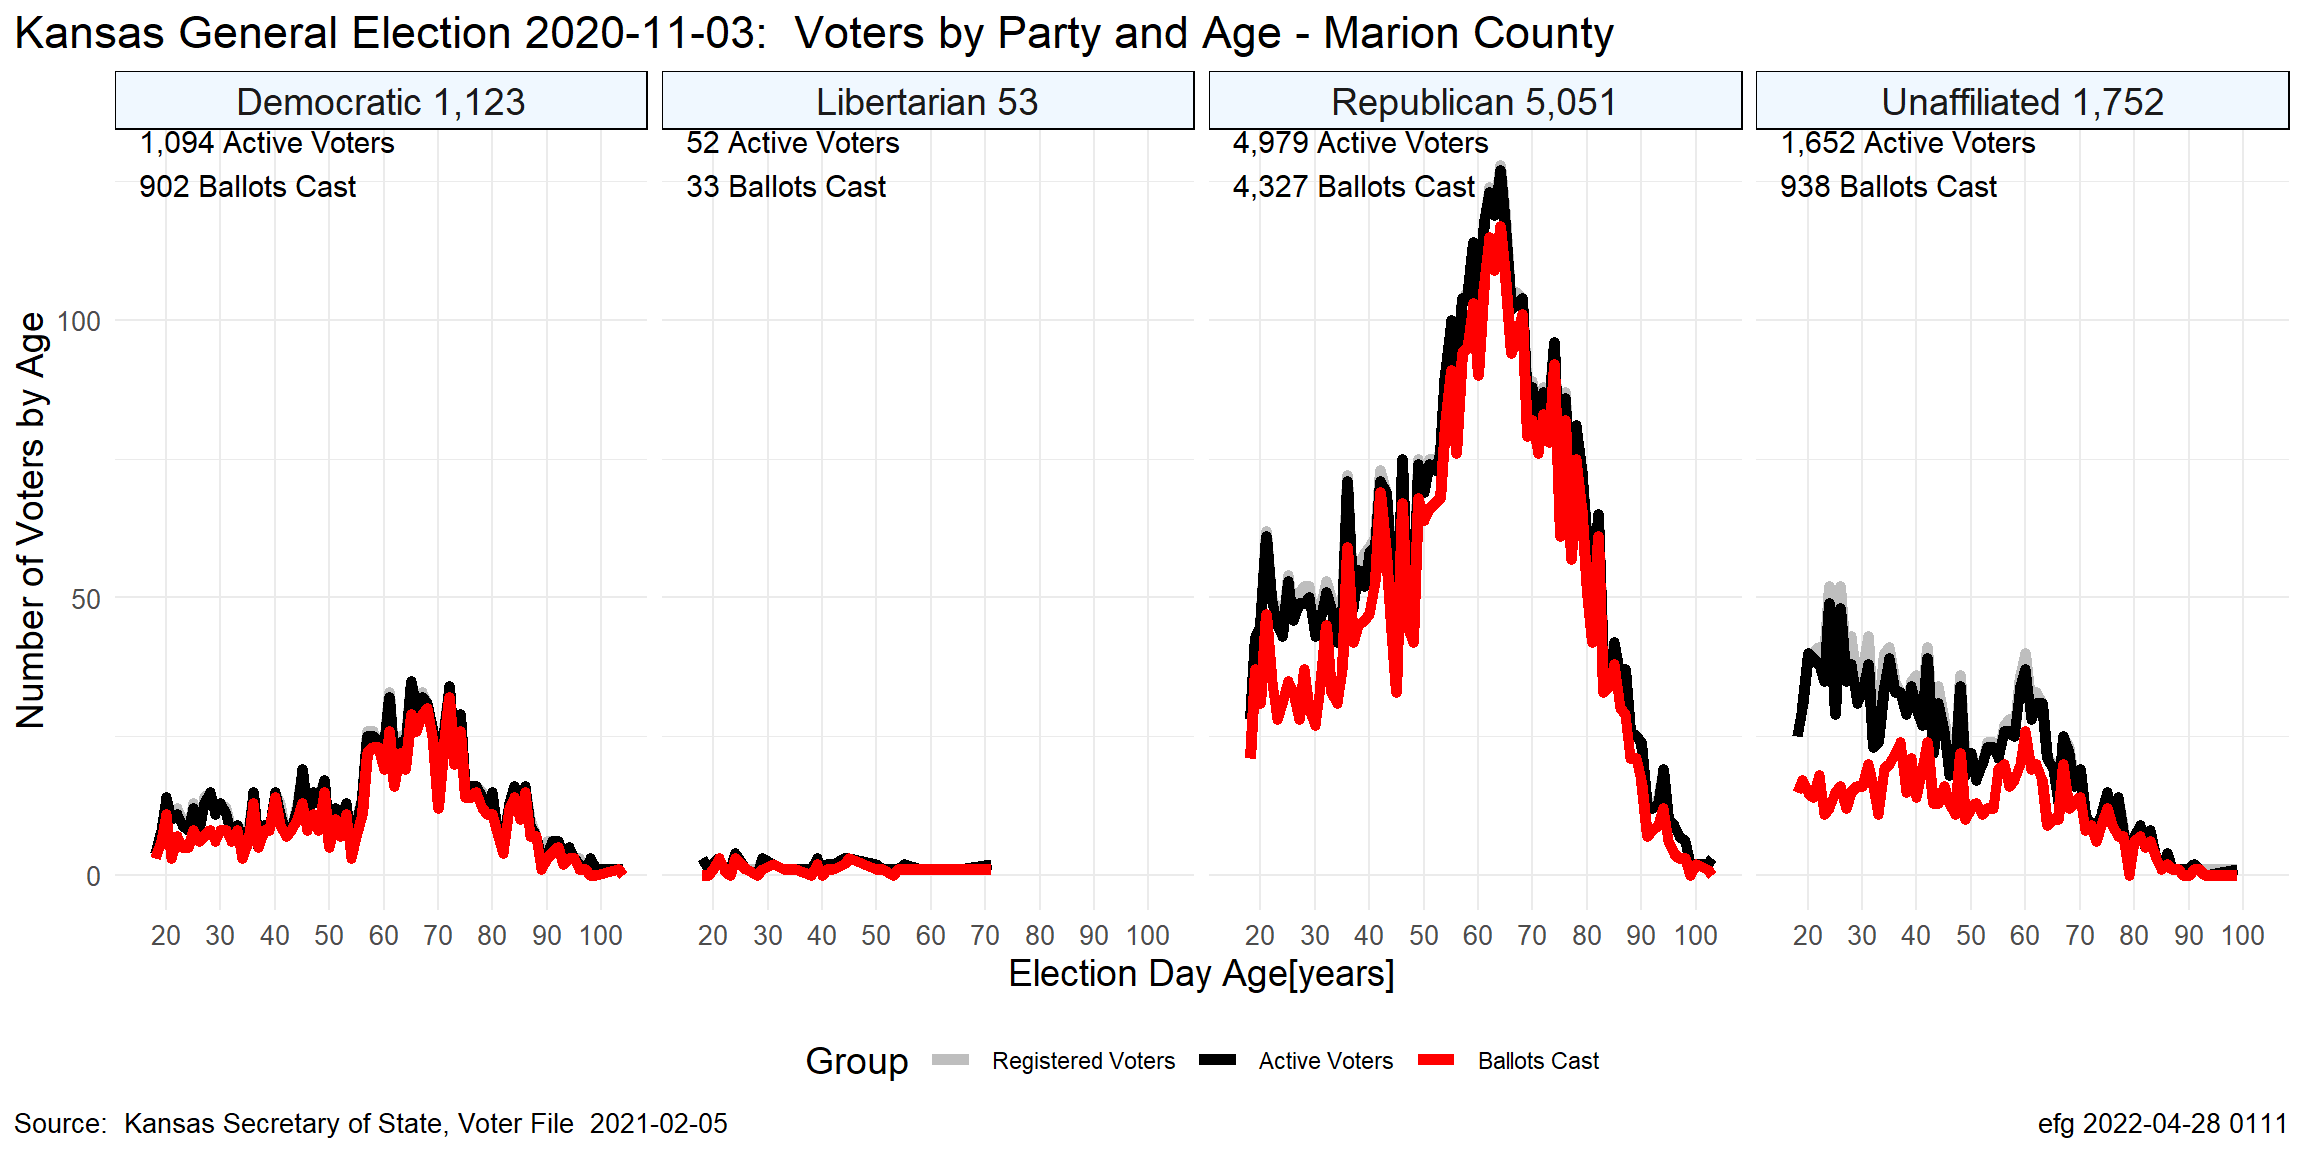 Kansas General Election 2020-11-03:  Voters by Party and Age - Marion County
Democratic 1,123
1,094 Active Voters
902 Ballots Cast
Libertarian 53
52 Active Voters
33 Ballots Cast
Republican 5,051
4,979 Active Voters
4,327 Ballots Cast
Unaffiliated 1,752
1,652 Active Voters
938 Ballots Cast
Number of Voters by Age
100
50
0
20 30 40 50 60 70 80 90 100
20 30 40 50 60 70 80 90 100
20 30 40 50 60 70 80 90 100
20 30 40 50 60 70 80 90 100
Election Day Age[years]
Group Registered Voters Active Voters Ballots Cast
Source:  Kansas Secretary of State, Voter File  2021-02-05
efg 2022-04-28 0111